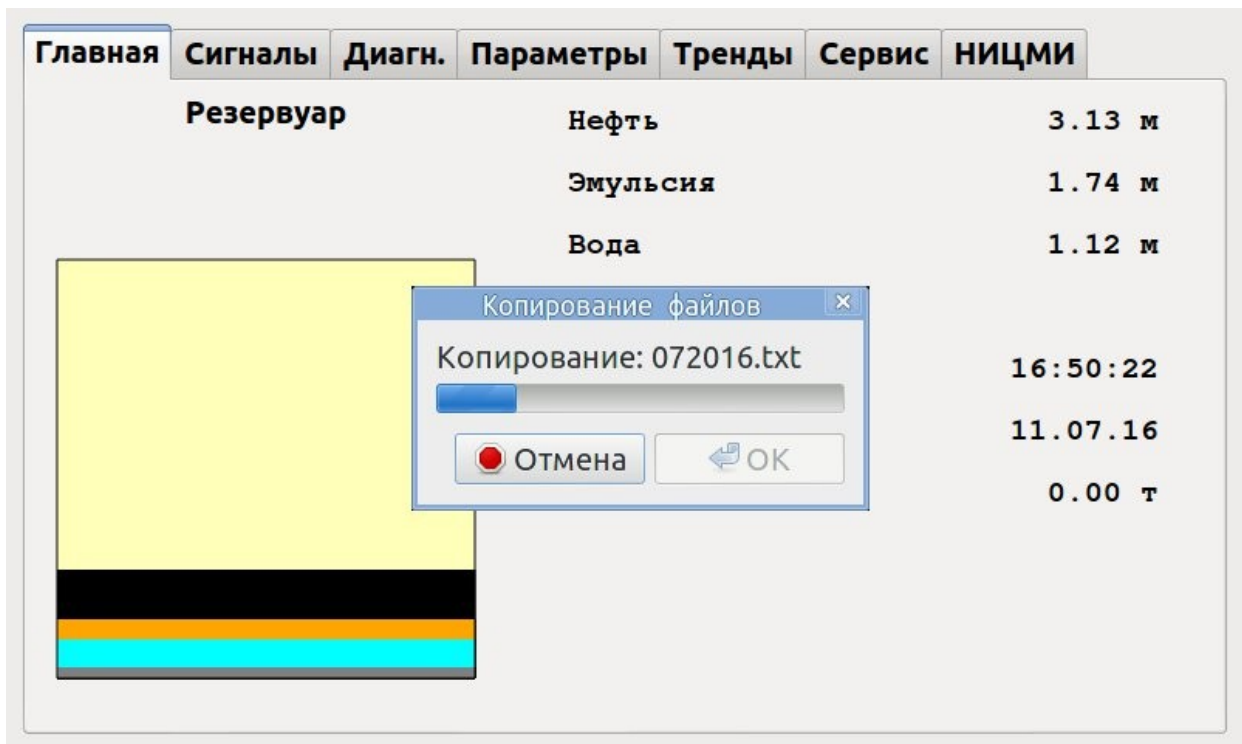 Главная Сигналы Диагн. Параметры Тренды Сервис НИЦМИ
Резервуар
Нефть 3.13 м
Эмульсия 1.74 м
Вода 1.12 м
Копирование файлов
Копирование: 072016.txt
Отмена OK
16:50:22
11.07.16
0.00 т